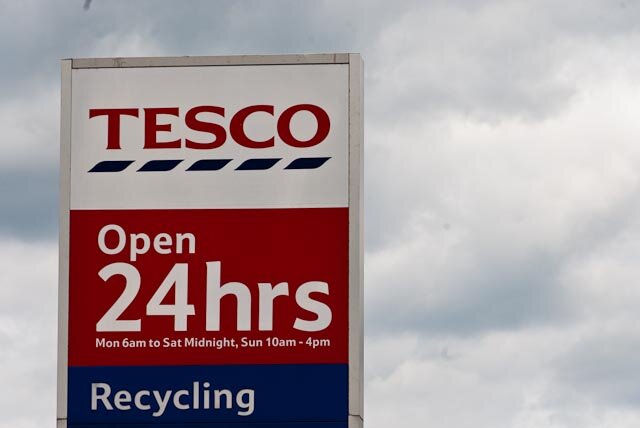 TESCO
Open
24hrs
Mon 6am to Sat Midnight, Sun 10am - 4pm
Recycling